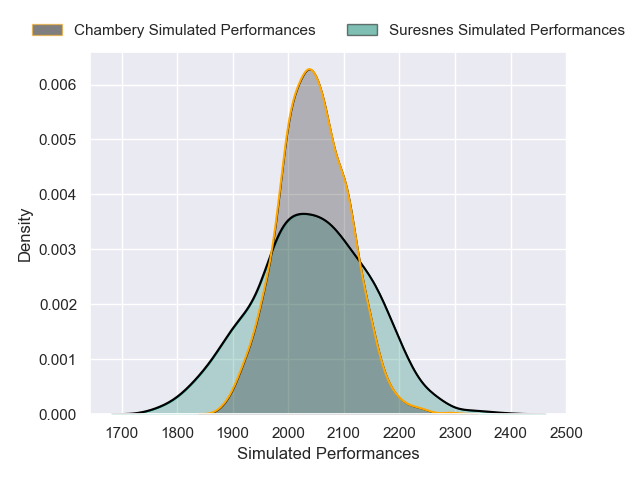 Chambery Simulated Performances
Suresnes Simulated Performances
0.006
0.005
0.004
0.003
0.002
0.001
0.000
Density
1700 1800 1900 2000 2100 2200 2300 2400 2500
Simulated Performances